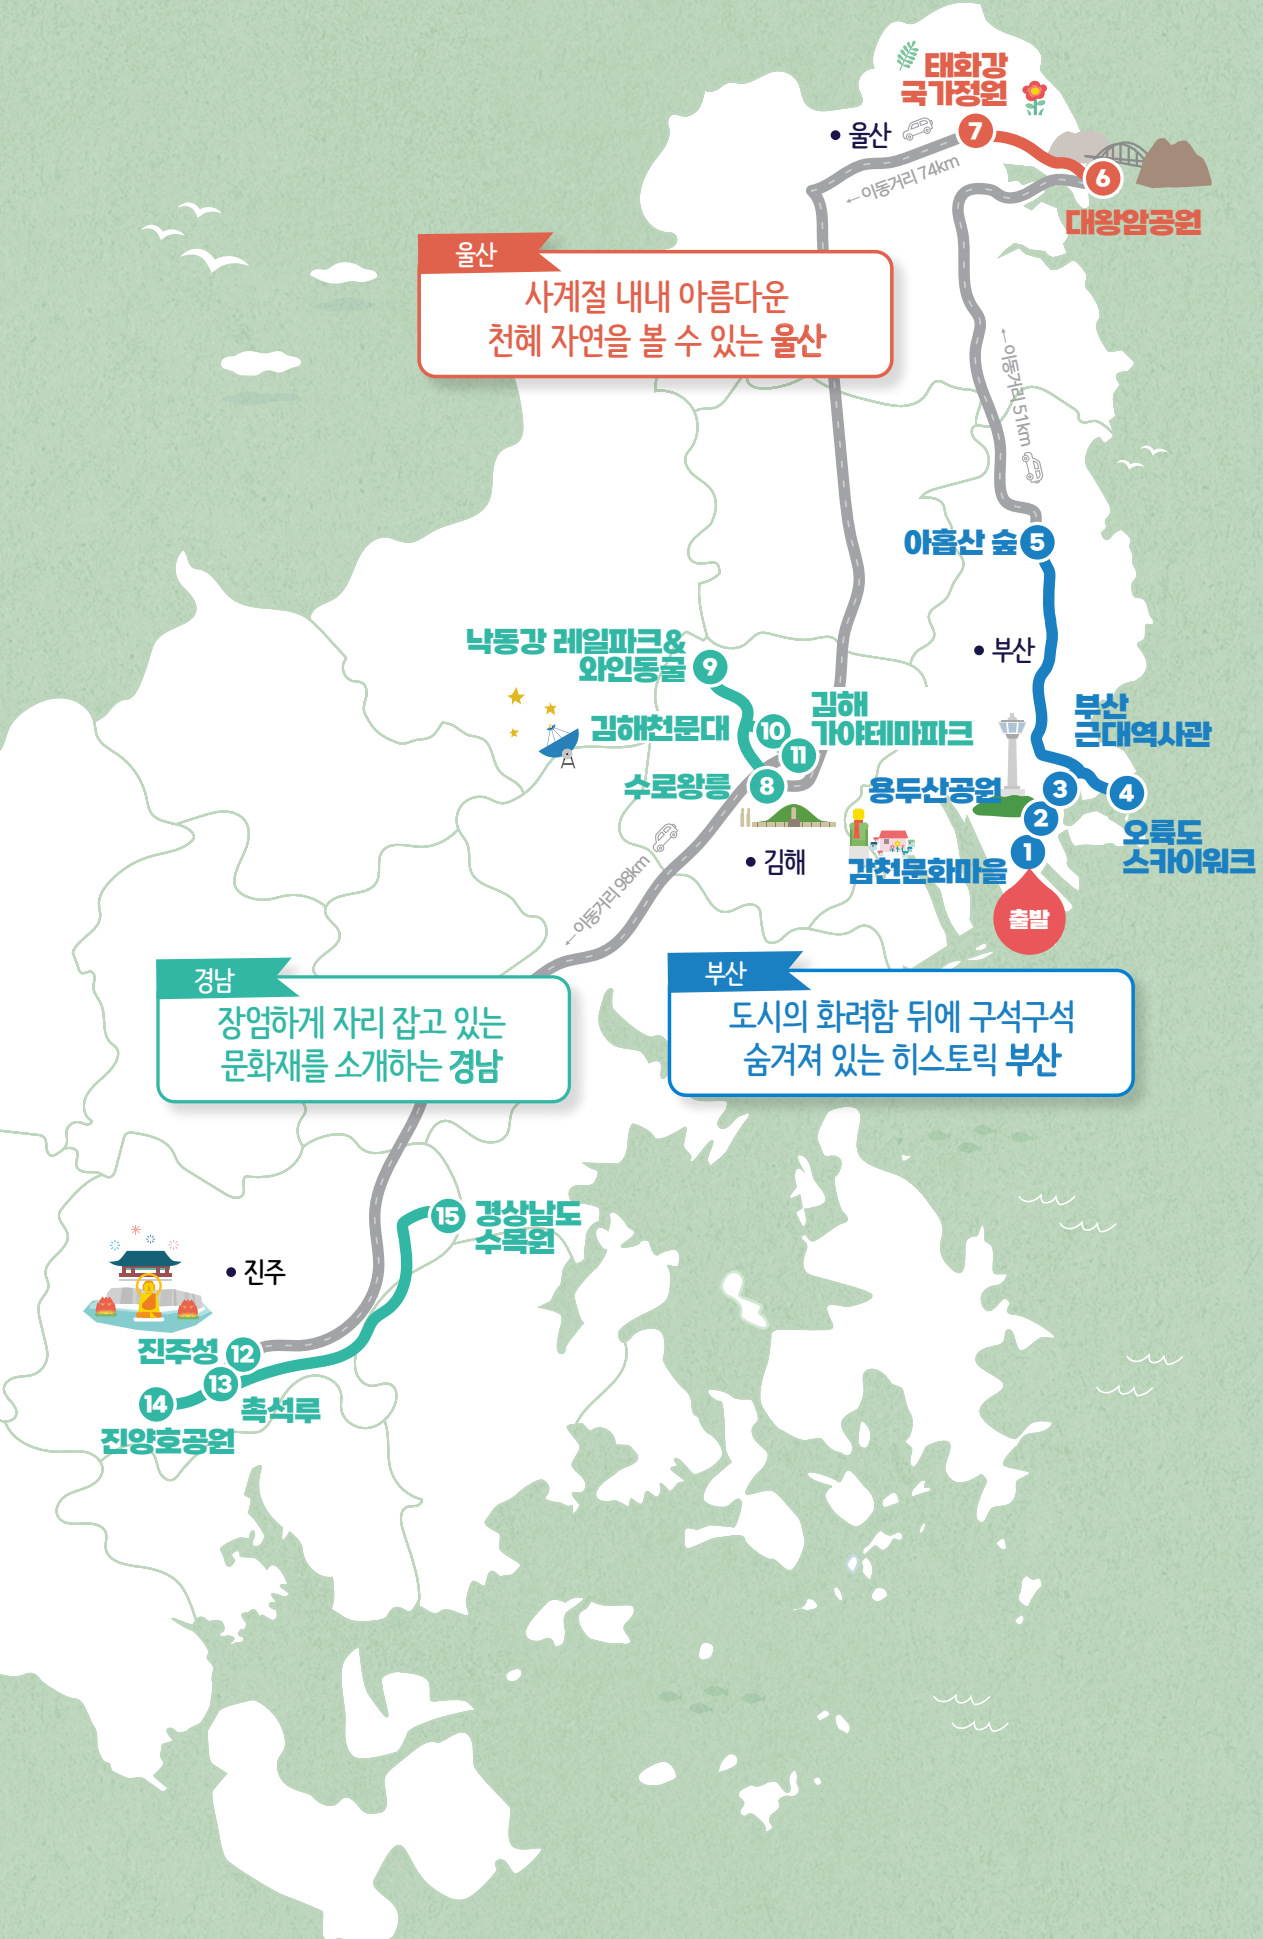 태화강
국가정원
7
울산
이동거리 74km
6
대왕암공원
울산
사계절 내내 아름다운
천혜 자연을 볼 수 있는 울산
이동거리 51km
아홉산 숲 5
부산
낙동강 레일파크&
와인동굴 9
김해천문대 10
김해
가야테마파크
11
수로왕릉 8
김해
부산
근대역사관
용두산공원 3
4
2
오륙도
스카이워크
1
감천문화마을
출발
이동거리 98km
경남
장엄하게 자리 잡고 있는
문화재를 소개하는 경남
부산
도시의 화려함 뒤에 구석구석
숨겨져 있는 히스토릭 부산
15 경상남도
수목원
진주
진주성 12
13
촉석루
14
진양호공원